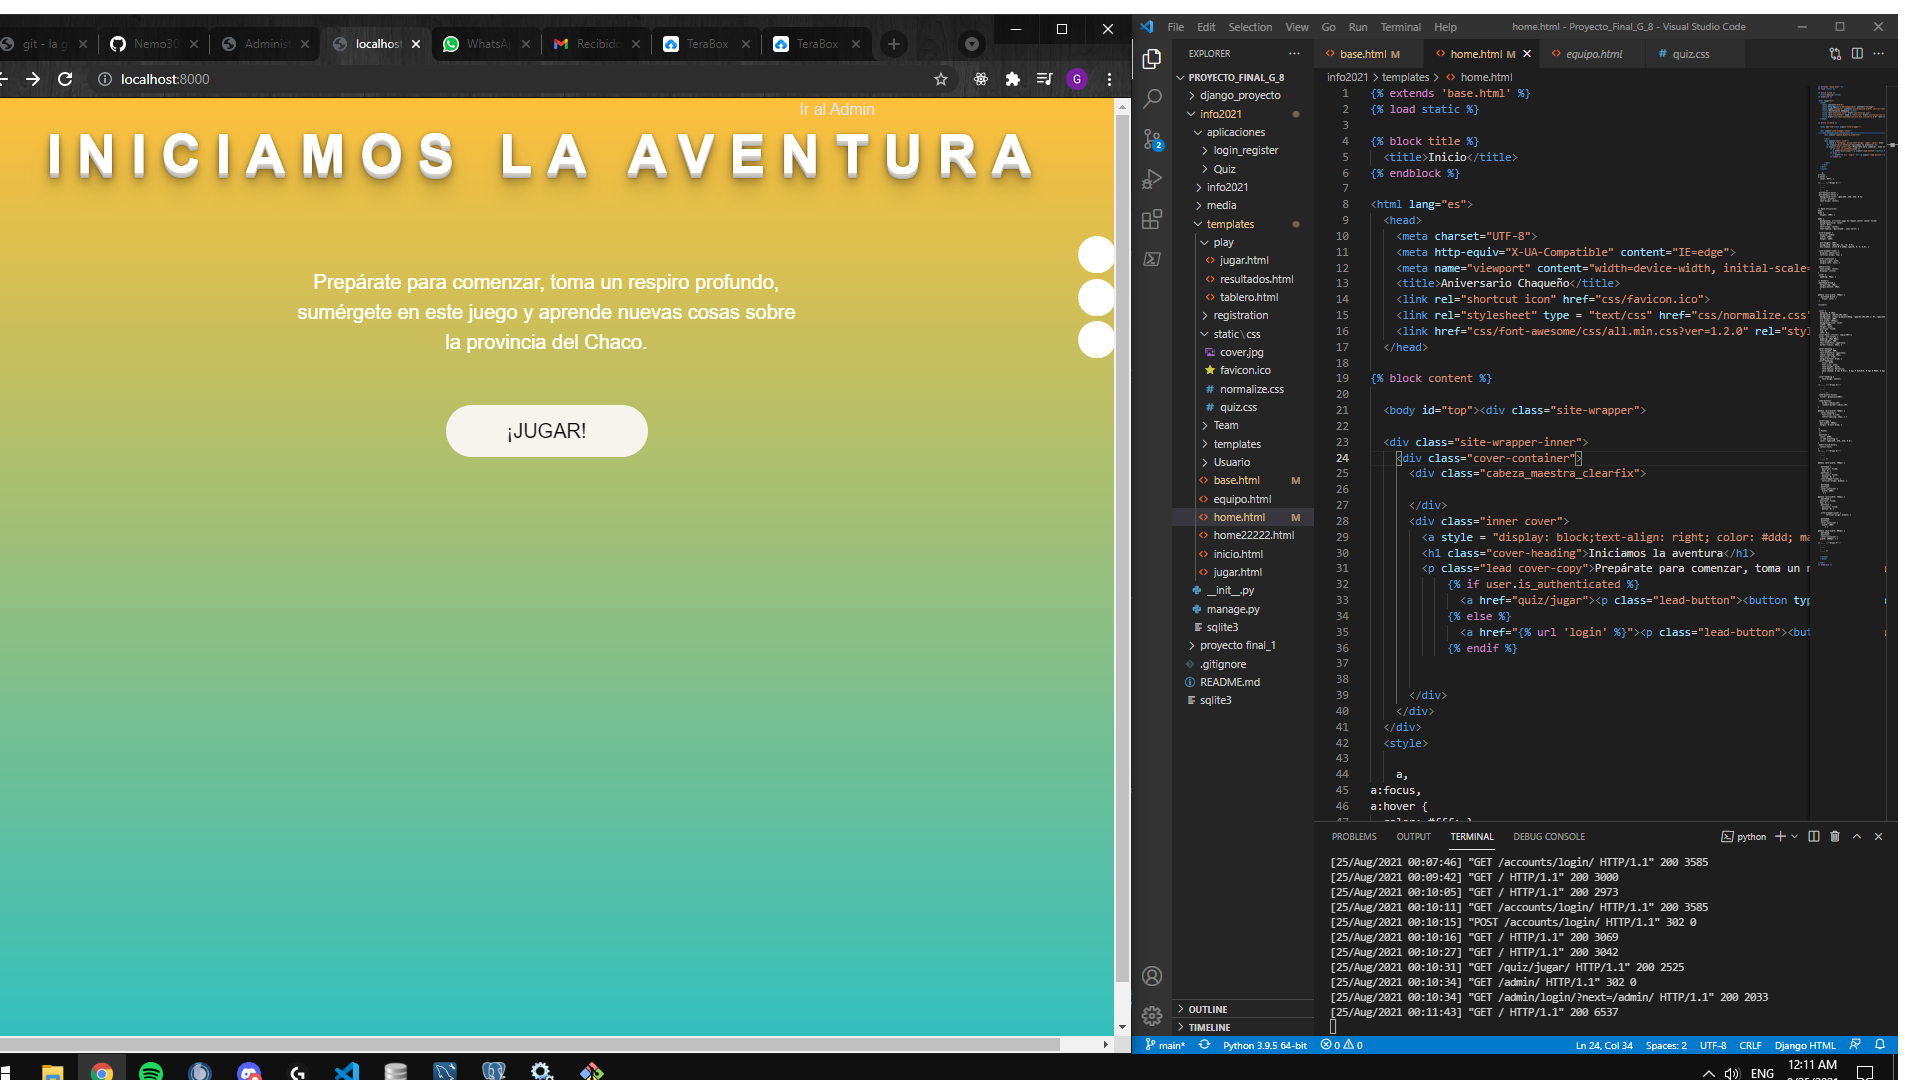 git - la g
Nemo30
Adminis
localhost
WhatsA
Recibido
TeraBox
TeraBox
localhost:8000
G
Ir al Admin
INICIAMOS LA AVENTURA
Prepárate para comenzar, toma un respiro profundo,
sumérgete en este juego y aprende nuevas cosas sobre
la provincia del Chaco.
¡JUGAR!
File Edit Selection View Go Run Terminal Help
home.html - Proyecto_Final_G_8 - Visual Studio Code
EXPLORER
PROYECTO_FINAL_G_8
django_proyecto
info2021
aplicaciones
login_register
Quiz
info2021
media
templates
play
jugar.html
resultados.html
tablero.html
registration
static\css
cover.jpg
favicon.ico
normalize.css
quiz.css
Team
templates
Usuario
base.html M
equipo.html
home.html M
home22222.html
inicio.html
jugar.html
__init__.py
manage.py
sqlite3
proyecto final_1
.gitignore
README.md
sqlite3
OUTLINE
TIMELINE
2
base.html M home.html M equipo.html quiz.css
info2021 > templates > home.html
1 {% extends 'base.html' %}
2 {% load static %}
3
4 {% block title %}
5 <title>Inicio</title>
6 {% endblock %}
7
8 <html lang="es">
9 <head>
10 <meta charset="UTF-8">
11 <meta http-equiv="X-UA-Compatible" content="IE=edge">
12 <meta name="viewport" content="width=device-width, initial-scale=
13 <title>Aniversario Chaqueño</title>
14 <link rel="shortcut icon" href="css/favicon.ico">
15 <link rel="stylesheet" type = "text/css" href="css/normalize.css"
16 <link href="css/font-awesome/css/all.min.css?ver=1.2.0" rel="sty
17 </head>
18
19 {% block content %}
20
21 <body id="top"><div class="site-wrapper">
22
23 <div class="site-wrapper-inner">
24 <div class="cover-container">
25 <div class="cabeza_maestra_clearfix">
26
27 </div>
28 <div class="inner cover">
29 <a style = "display: block;text-align: right; color: #ddd; ma
30 <h1 class="cover-heading">Iniciamos la aventura</h1>
31 <p class="lead cover-copy">Prepárate para comenzar, toma un r
32 {% if user.is_authenticated %}
33 <a href="quiz/jugar"><p class="lead-button"><button typ
34 {% else %}
35 <a href="{% url 'login' %}"><p class="lead-button"><but
36 {% endif %}
37
38
39 </div>
40 </div>
41 </div>
42 <style>
43
44 a,
45 a:focus,
46 a:hover {
PROBLEMS OUTPUT TERMINAL DEBUG CONSOLE
python
[25/Aug/2021 00:07:46] "GET /accounts/login/ HTTP/1.1" 200 3585
[25/Aug/2021 00:09:42] "GET / HTTP/1.1" 200 3000
[25/Aug/2021 00:10:05] "GET / HTTP/1.1" 200 2973
[25/Aug/2021 00:10:11] "GET /accounts/login/ HTTP/1.1" 200 3585
[25/Aug/2021 00:10:15] "POST /accounts/login/ HTTP/1.1" 302 0
[25/Aug/2021 00:10:16] "GET / HTTP/1.1" 200 3069
[25/Aug/2021 00:10:27] "GET / HTTP/1.1" 200 3042
[25/Aug/2021 00:10:31] "GET /quiz/jugar/ HTTP/1.1" 200 2525
[25/Aug/2021 00:10:34] "GET /admin/ HTTP/1.1" 302 0
[25/Aug/2021 00:10:34] "GET /admin/login/?next=/admin/ HTTP/1.1" 200 2033
[25/Aug/2021 00:11:43] "GET / HTTP/1.1" 200 6537
main* Python 3.9.5 64-bit 0 0
Ln 24, Col 34 Spaces: 2 UTF-8 CRLF Django HTML
ENG
12:11 AM